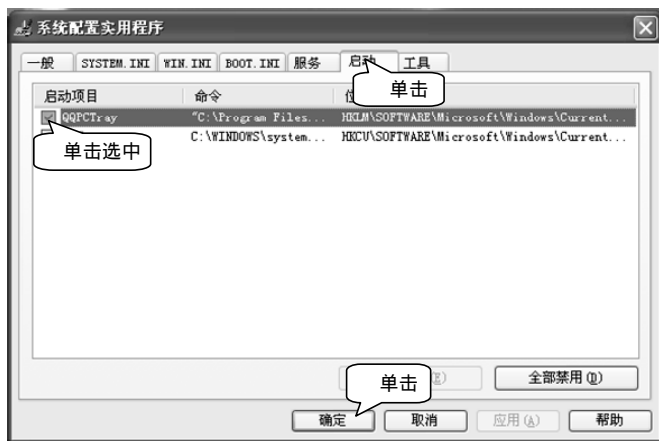 系统配置实用程序
一般 SYSTEM.INI WIN.INI BOOT.INI 服务 启动 工具
单击
启动项目 命令 位
QQPCTray "C:\Program Files... HKLM\SOFTWARE\Microsoft\Windows\Current...
C:\WINDOWS\system... HKCU\SOFTWARE\Microsoft\Windows\Current...
单击选中
单击 (E) 全部禁用(D)
确定 取消 应用(A) 帮助